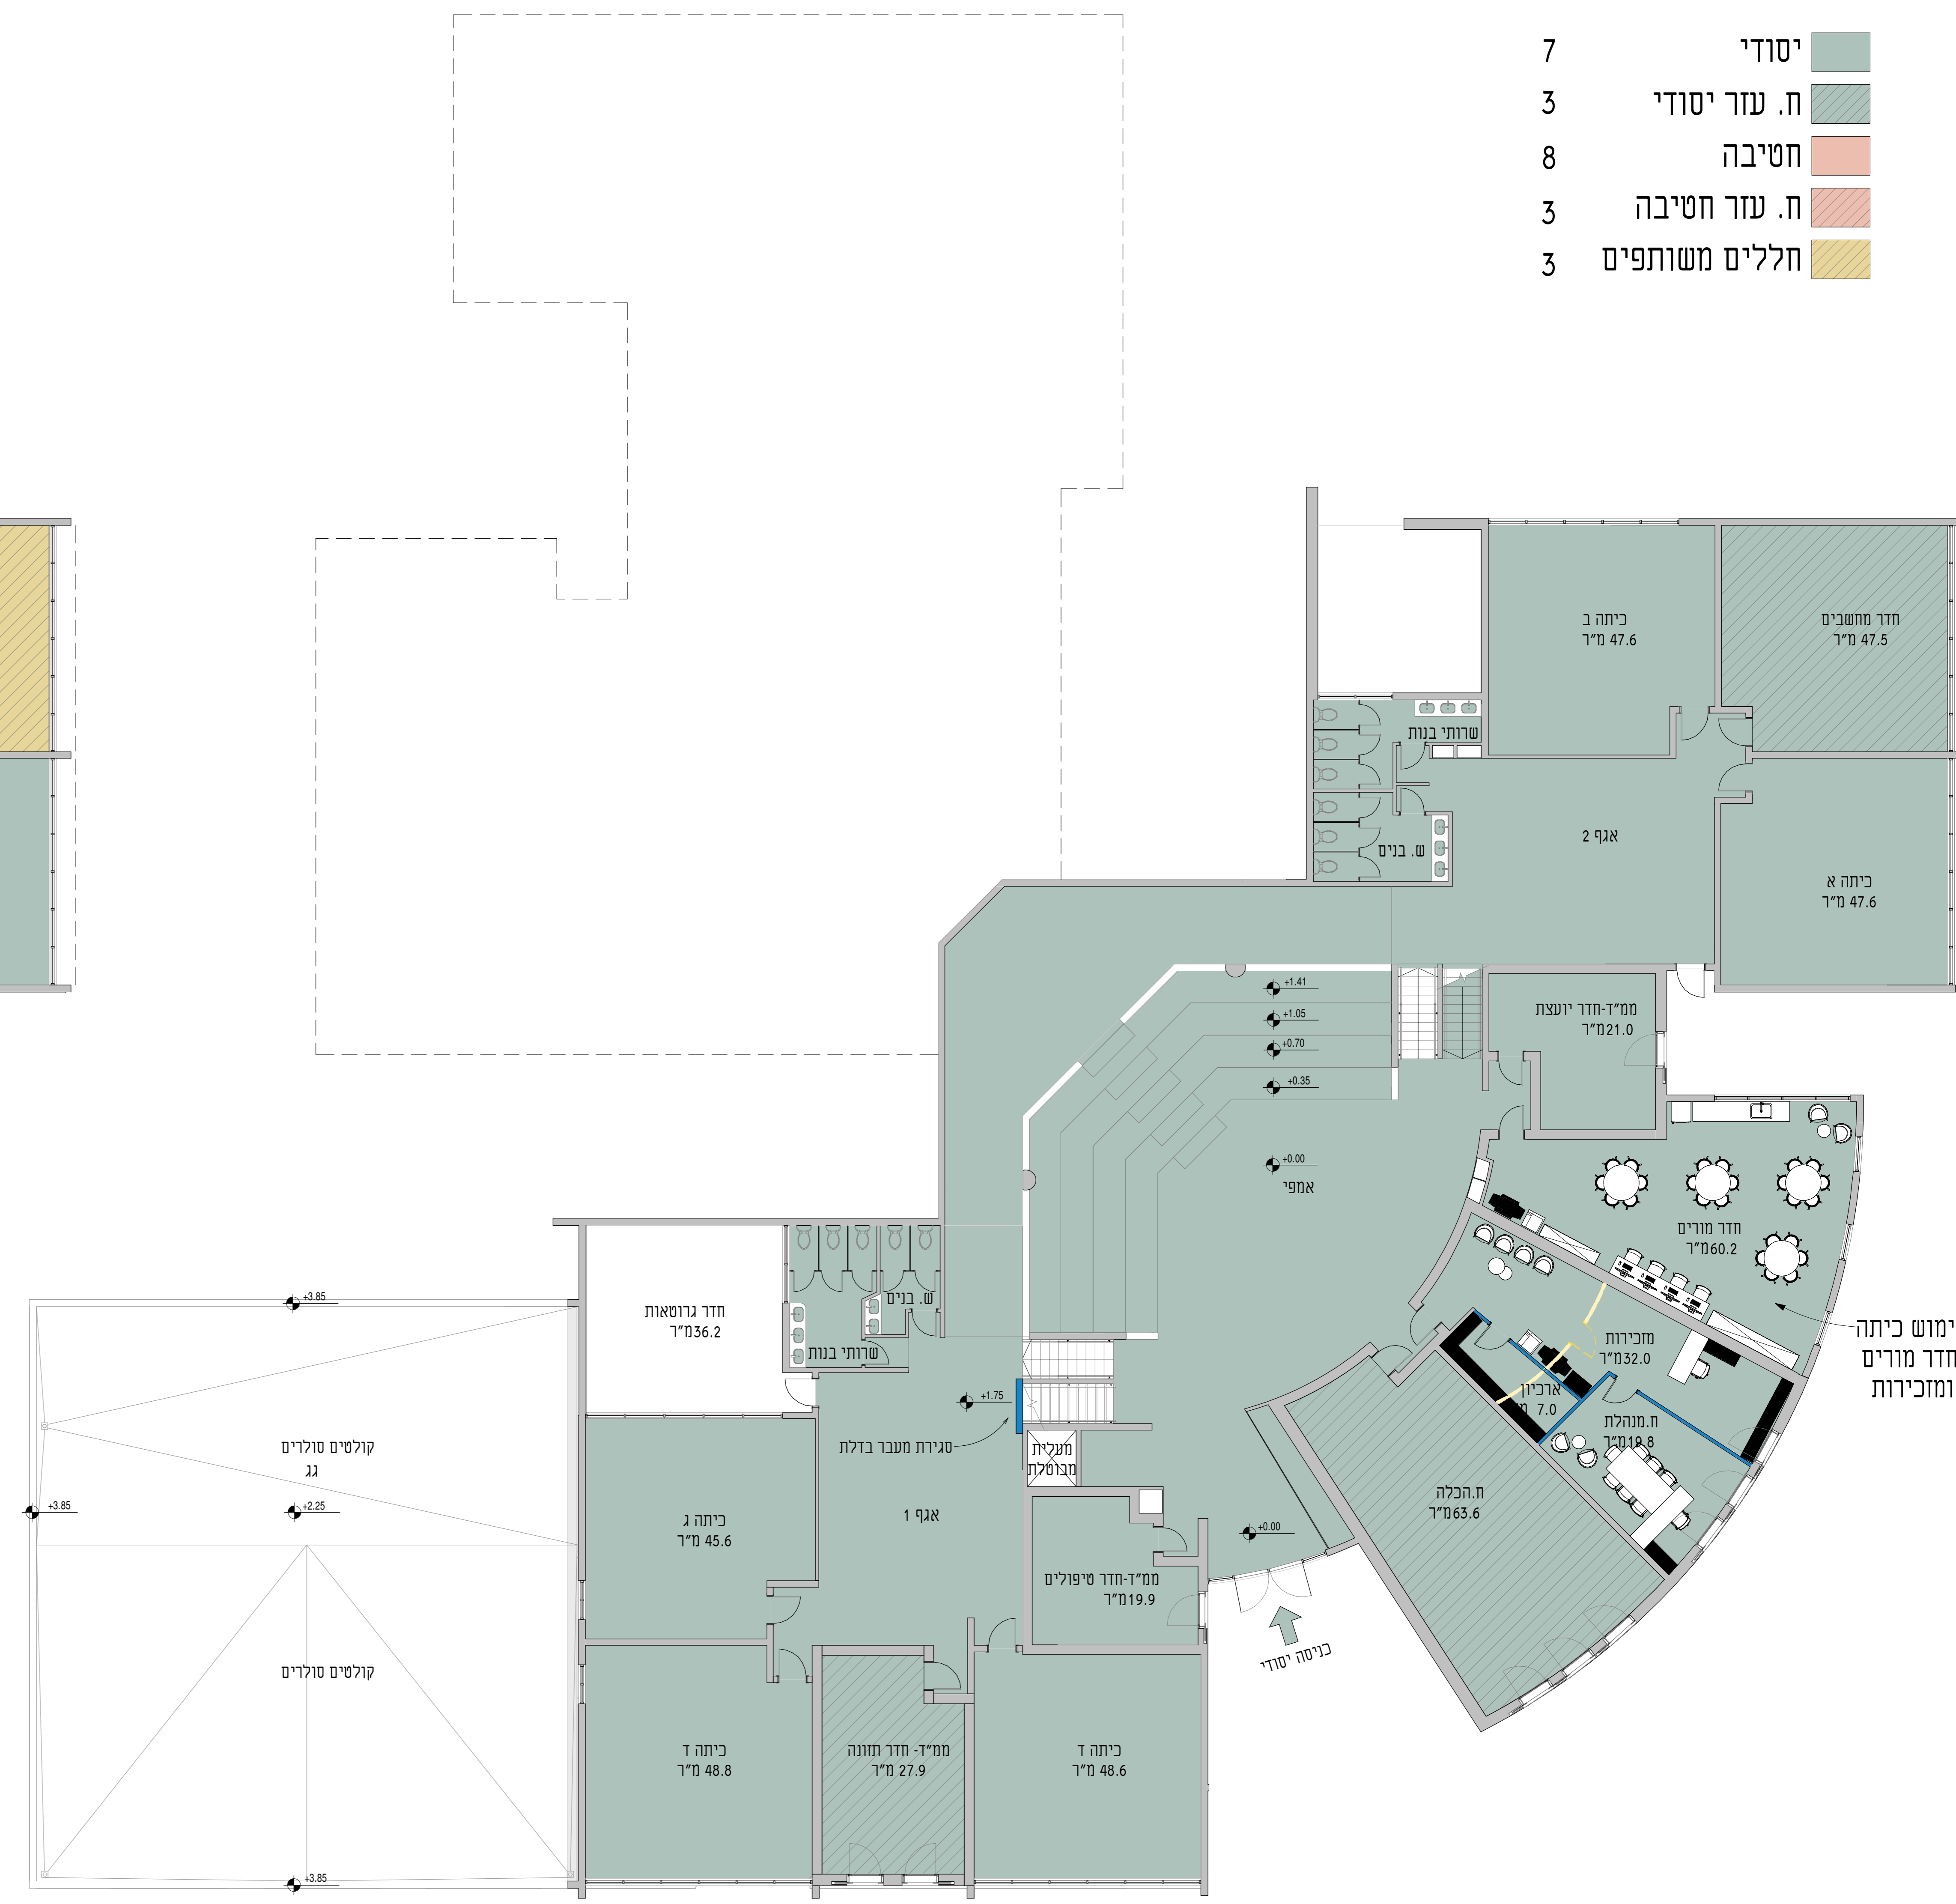 יסודי 7
ח. עזר יסודי 3
חטיבה 8
ח. עזר חטיבה 3
חללים משותפים 3
חדר מחשבים
47.5 מ"ר
כיתה ב
47.6 מ"ר
שרותי בנות
ש. בנים
אגף 2
כיתה א
47.6 מ"ר
+1.41
+1.05
+0.70
+0.35
+0.00
אמפי
ממ"ד-חדר יועצת
21.0מ"ר
חדר מורים
60.2מ"ר
ימוש כיתה
חדר מורים
ומזכירות
מזכירות
32.0מ"ר
ארכיון
7.0 מ
ח.מנהלת
19.8מ"ר
ח.הכלה
63.6מ"ר
חדר גרוטאות
36.2מ"ר
ש. בנים
שרותי בנות
+1.75
סגירת מעבר בדלת
מעלית
מבוטלת
אגף 1
+3.85
קולטים סולרים
גג
+3.85
+2.25
קולטים סולרים
+3.85
כיתה ג
45.6 מ"ר
ממ"ד-חדר טיפולים
19.9מ"ר
+0.00
כניסה יסודי
כיתה ד
48.8 מ"ר
ממ"ד- חדר תזונה
27.9 מ"ר
כיתה ד
48.6 מ"ר